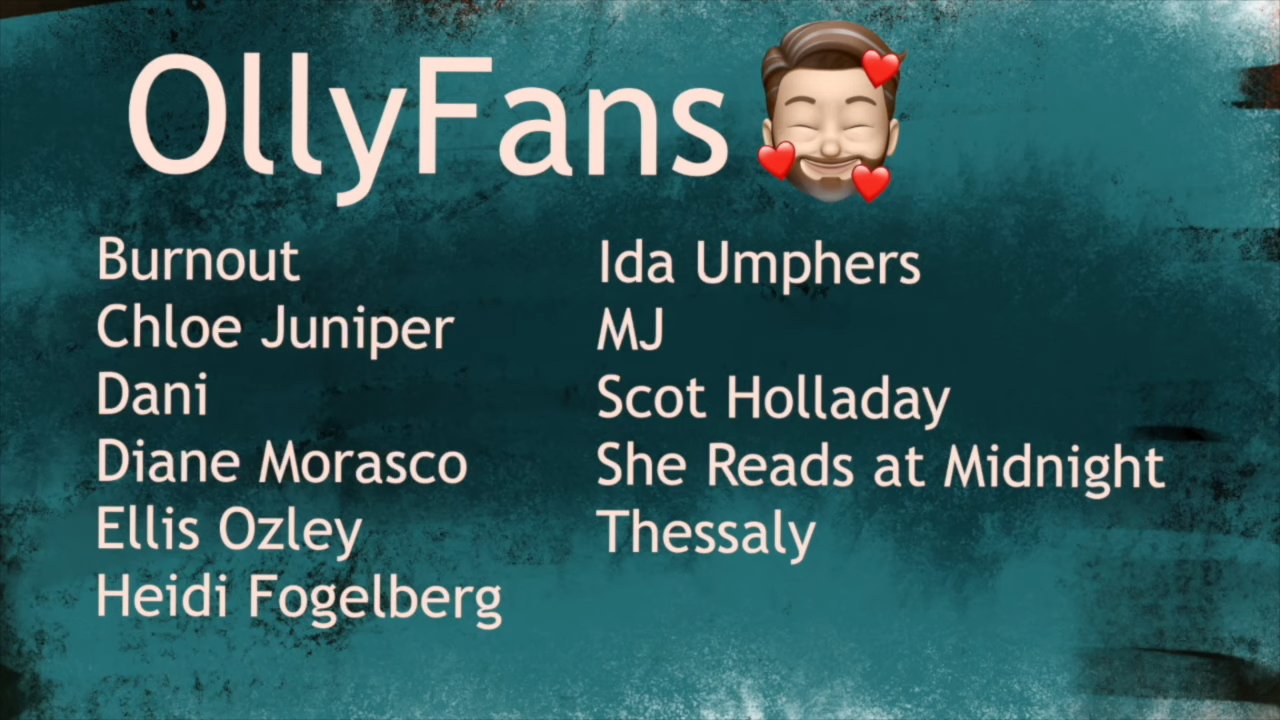 OllyFans
Burnout
Chloe Juniper
Dani
Diane Morasco
Ellis Ozley
Heidi Fogelberg
Ida Umphers
MJ
Scot Holladay
She Reads at Midnight
Thessaly